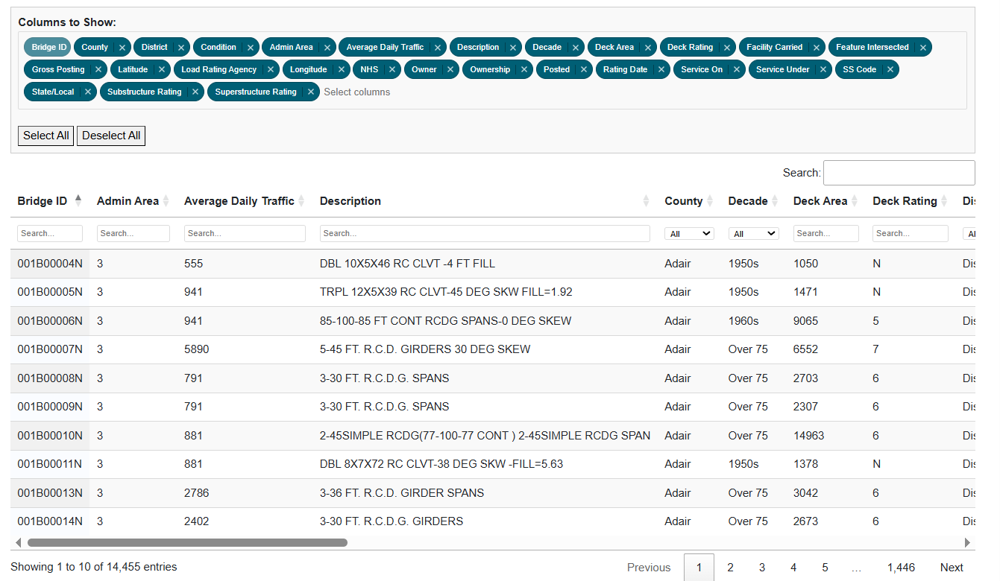 Columns to Show:
Bridge ID County × District × Condition × Admin Area × Average Daily Traffic × Description × Decade × Deck Area × Deck Rating × Facility Carried × Feature Intersected ×
Gross Posting × Latitude × Load Rating Agency × Longitude × NHS × Owner × Ownership × Posted × Rating Date × Service On × Service Under × SS Code ×
State/Local × Substructure Rating × Superstructure Rating × Select columns
Select All Deselect All
Search:
Bridge ID Admin Area Average Daily Traffic Description County Decade Deck Area Deck Rating Dis
Search... Search... Search... Search... All All Search... Search... Al
001B00004N 3 555 DBL 10X5X46 RC CLVT -4 FT FILL Adair 1950s 1050 N Dis
001B00005N 3 941 TRPL 12X5X39 RC CLVT-45 DEG SKW FILL=1.92 Adair 1950s 1471 N Dis
001B00006N 3 941 85-100-85 FT CONT RCDG SPANS-0 DEG SKEW Adair 1960s 9065 5 Dis
001B00007N 3 5890 5-45 FT. R.C.D. GIRDERS 30 DEG SKEW Adair Over 75 6552 7 Dis
001B00008N 3 791 3-30 FT. R.C.D.G. SPANS Adair Over 75 2703 6 Dis
001B00009N 3 791 3-30 FT. R.C.D.G. SPANS Adair Over 75 2307 6 Dis
001B00010N 3 881 2-45SIMPLE RCDG(77-100-77 CONT ) 2-45SIMPLE RCDG SPAN Adair Over 75 14963 6 Dis
001B00011N 3 881 DBL 8X7X72 RC CLVT-38 DEG SKW -FILL=5.63 Adair 1950s 1378 N Dis
001B00013N 3 2786 3-36 FT. R.C.D. GIRDER SPANS Adair Over 75 3042 6 Dis
001B00014N 3 2402 3-30 FT. R.C.D.G. GIRDERS Adair Over 75 2673 6 Dis
Showing 1 to 10 of 14,455 entries Previous 1 2 3 4 5 … 1,446 Next